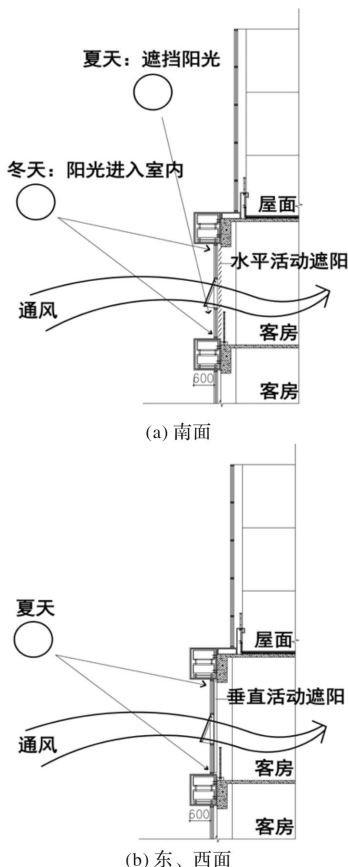 夏天：遮挡阳光
冬天：阳光进入室内
屋面
水平活动遮阳
通风
客房
600
客房
(a) 南面
夏天
屋面
垂直活动遮阳
通风
客房
600
客房
(b) 东、西面